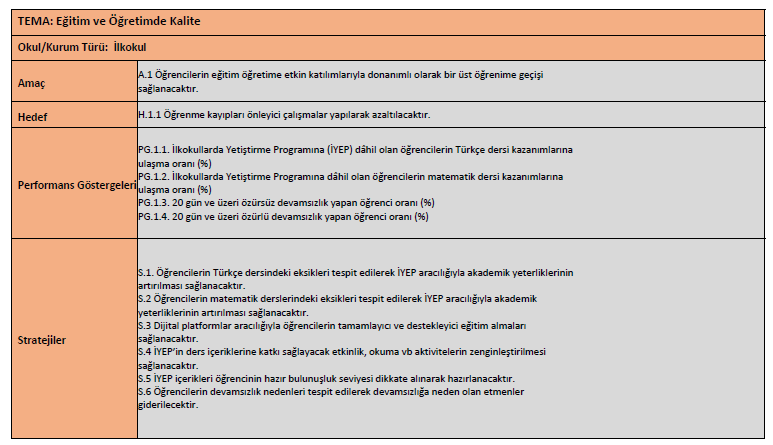 TEMA: Eğitim ve Öğretimde Kalite
Okul/Kurum Türü: İlkokul
Amaç
A.1 Öğrencilerin eğitim öğretime etkin katılımlarıyla donanımlı olarak bir üst öğrenime geçişi
sağlanacaktır.
Hedef
H.1.1 Öğrenme kayıpları önleyici çalışmalar yapılarak azaltılacaktır.
Performans Göstergeleri
PG.1.1. İlkokullarda Yetiştirme Programına (İYEP) dâhil olan öğrencilerin Türkçe dersi kazanımlarına
ulaşma oranı (%)
PG.1.2. İlkokullarda Yetiştirme Programına dâhil olan öğrencilerin matematik dersi kazanımlarına
ulaşma oranı (%)
PG.1.3. 20 gün ve üzeri özürsüz devamsızlık yapan öğrenci oranı (%)
PG.1.4. 20 gün ve üzeri özürlü devamsızlık yapan öğrenci oranı (%)
Stratejiler
S.1. Öğrencilerin Türkçe dersindeki eksikleri tespit edilerek İYEP aracılığıyla akademik yeterliklerinin
artırılması sağlanacaktır.
S.2 Öğrencilerin matematik derslerindeki eksikleri tespit edilerek İYEP aracılığıyla akademik
yeterliklerinin artırılması sağlanacaktır.
S.3 Dijital platformlar aracılığıyla öğrencilerin tamamlayıcı ve destekleyici eğitim almaları
sağlanacaktır.
S.4 İYEP'in ders içeriklerine katkı sağlayacak etkinlik, okuma vb aktivitelerin zenginleştirilmesi
sağlanacaktır.
S.5 İYEP içerikleri öğrencinin hazır bulunuşluk seviyesi dikkate alınarak hazırlanacaktır.
S.6 Öğrencilerin devamsızlık nedenleri tespit edilerek devamsızlığa neden olan etmenler
giderilecektir.